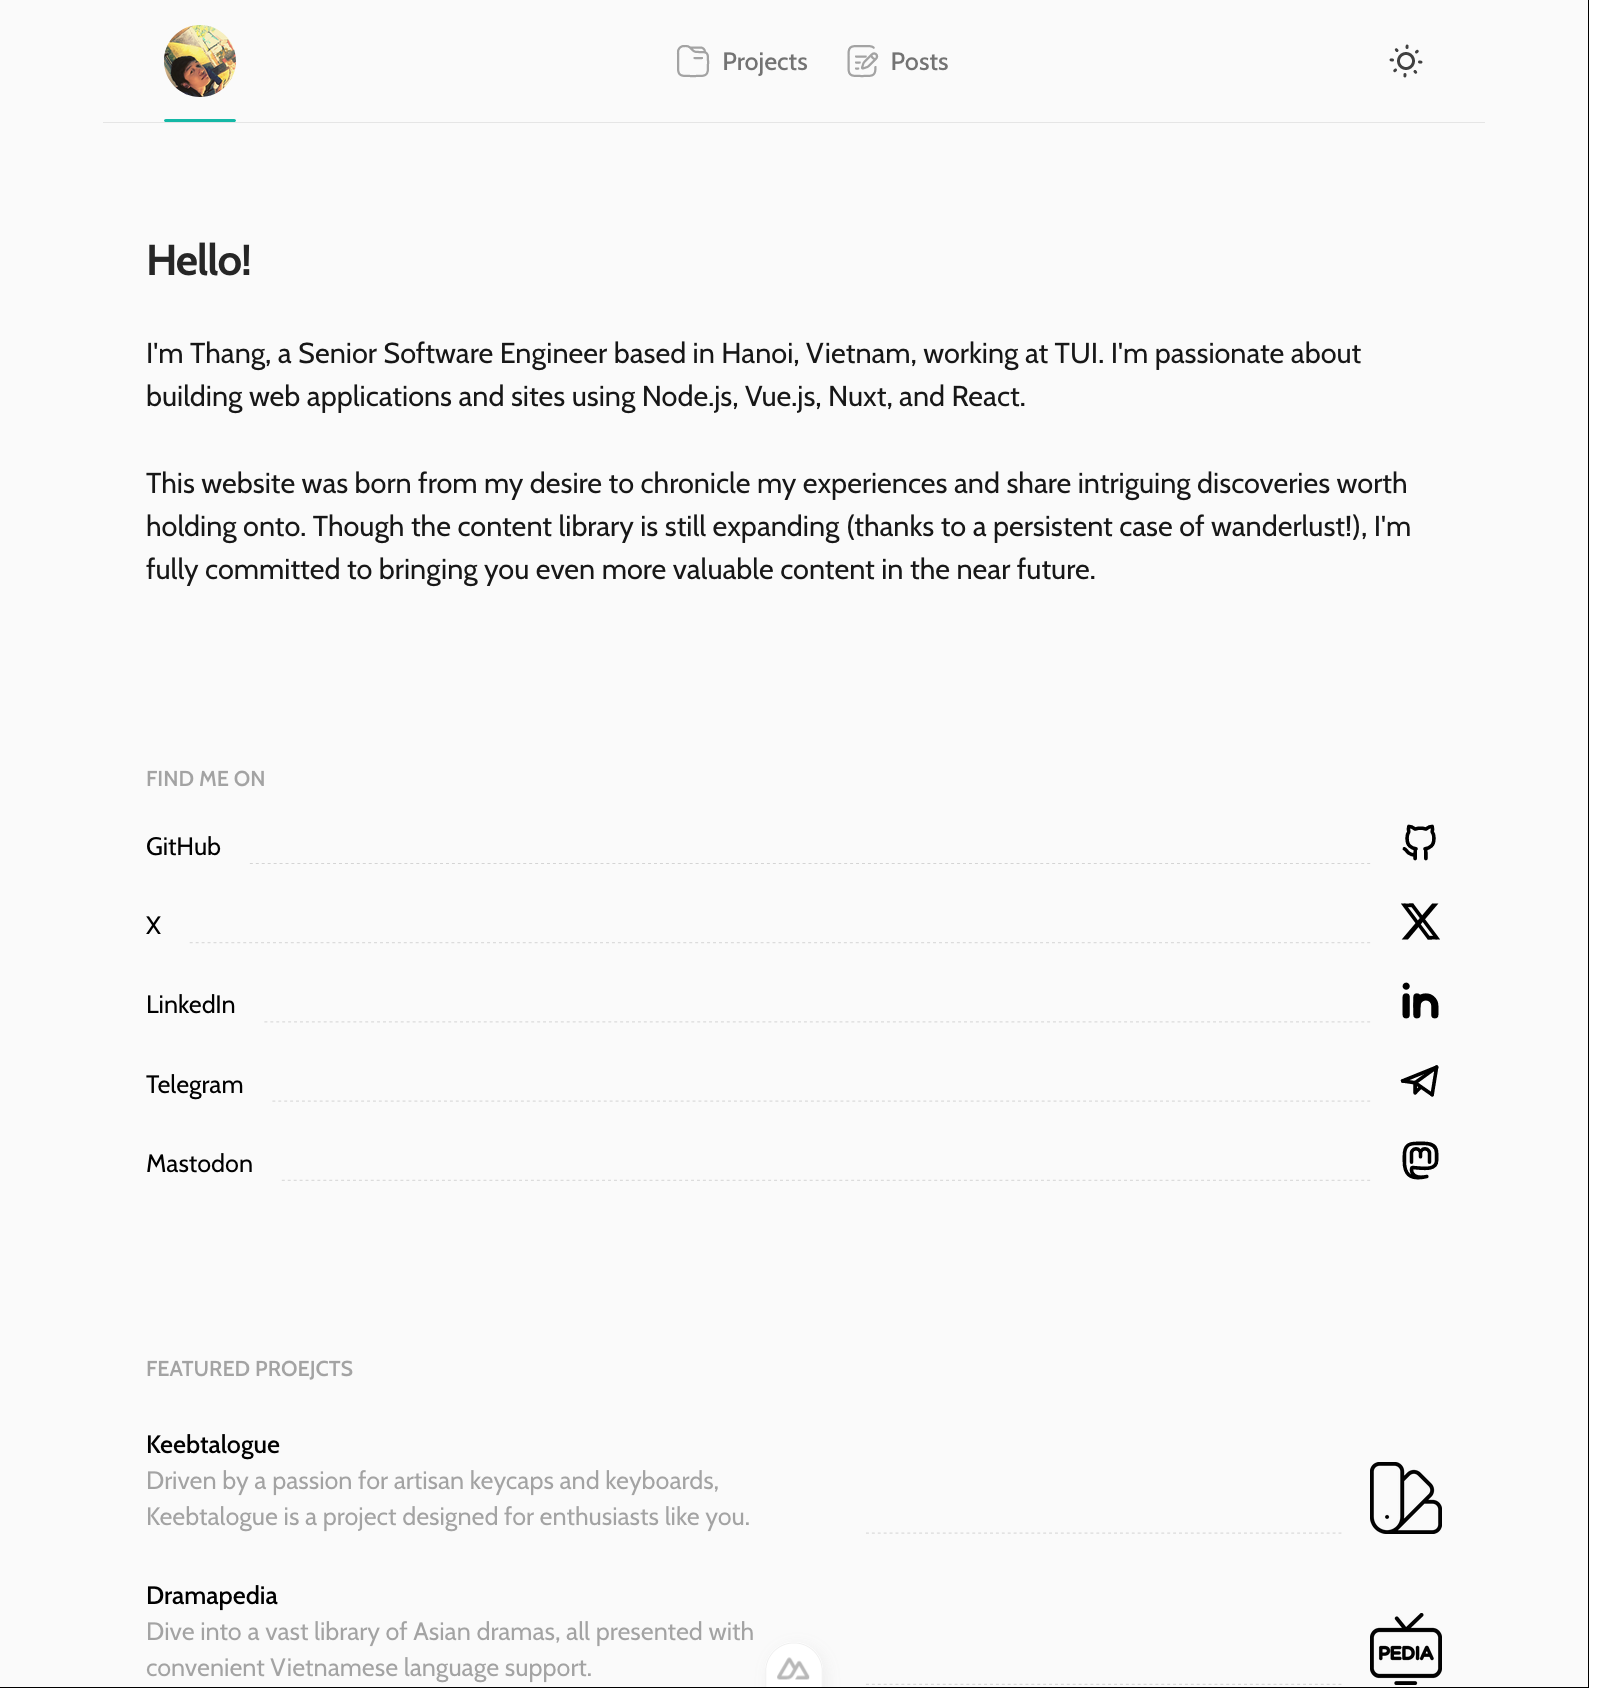 Projects
Posts
Hello!
I'm Thang, a Senior Software Engineer based in Hanoi, Vietnam, working at TUI. I'm passionate about
building web applications and sites using Node.js, Vue.js, Nuxt, and React.
This website was born from my desire to chronicle my experiences and share intriguing discoveries worth
holding onto. Though the content library is still expanding (thanks to a persistent case of wanderlust!), I'm
fully committed to bringing you even more valuable content in the near future.
FIND ME ON
GitHub
X
LinkedIn
Telegram
Mastodon
FEATURED PROEJCTS
Keebtalogue
Driven by a passion for artisan keycaps and keyboards,
Keebtalogue is a project designed for enthusiasts like you.
Dramapedia
Dive into a vast library of Asian dramas, all presented with
convenient Vietnamese language support.
PEDIA